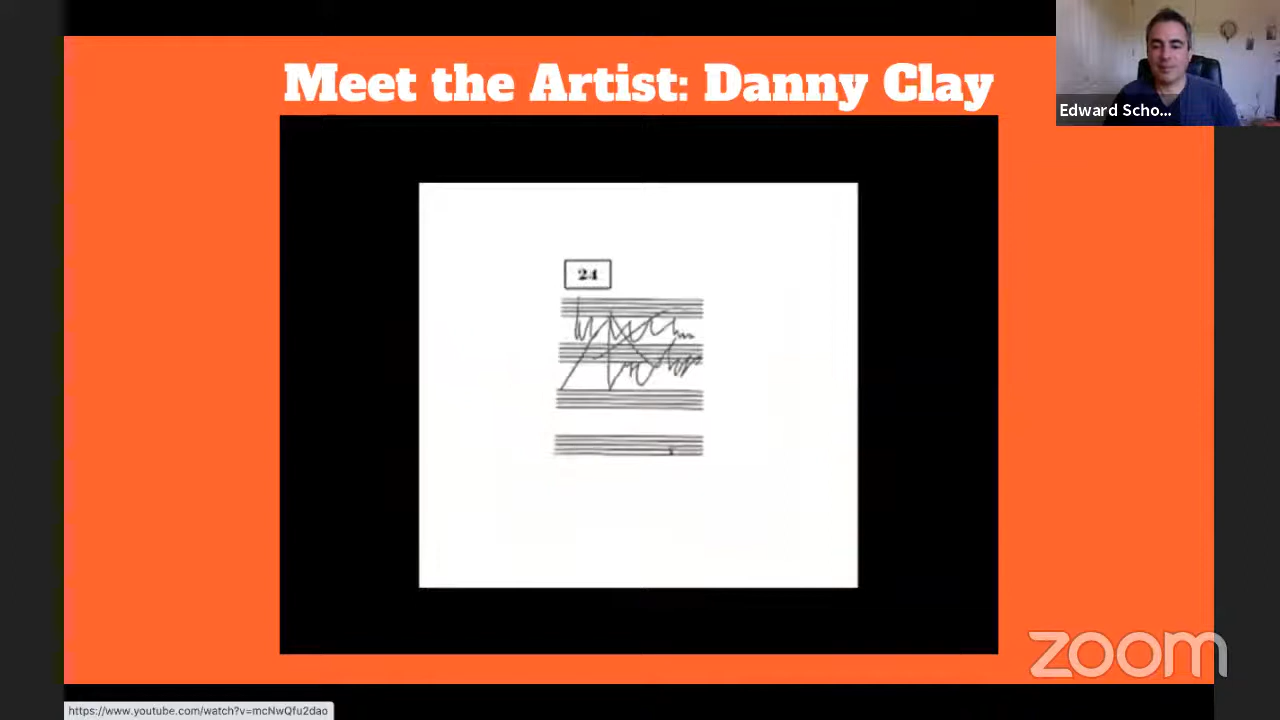 Meet the Artist: Danny Clay
Edward Scho...
24
zoom
https://www.youtube.com/watch?v=mcNwQfu2dao